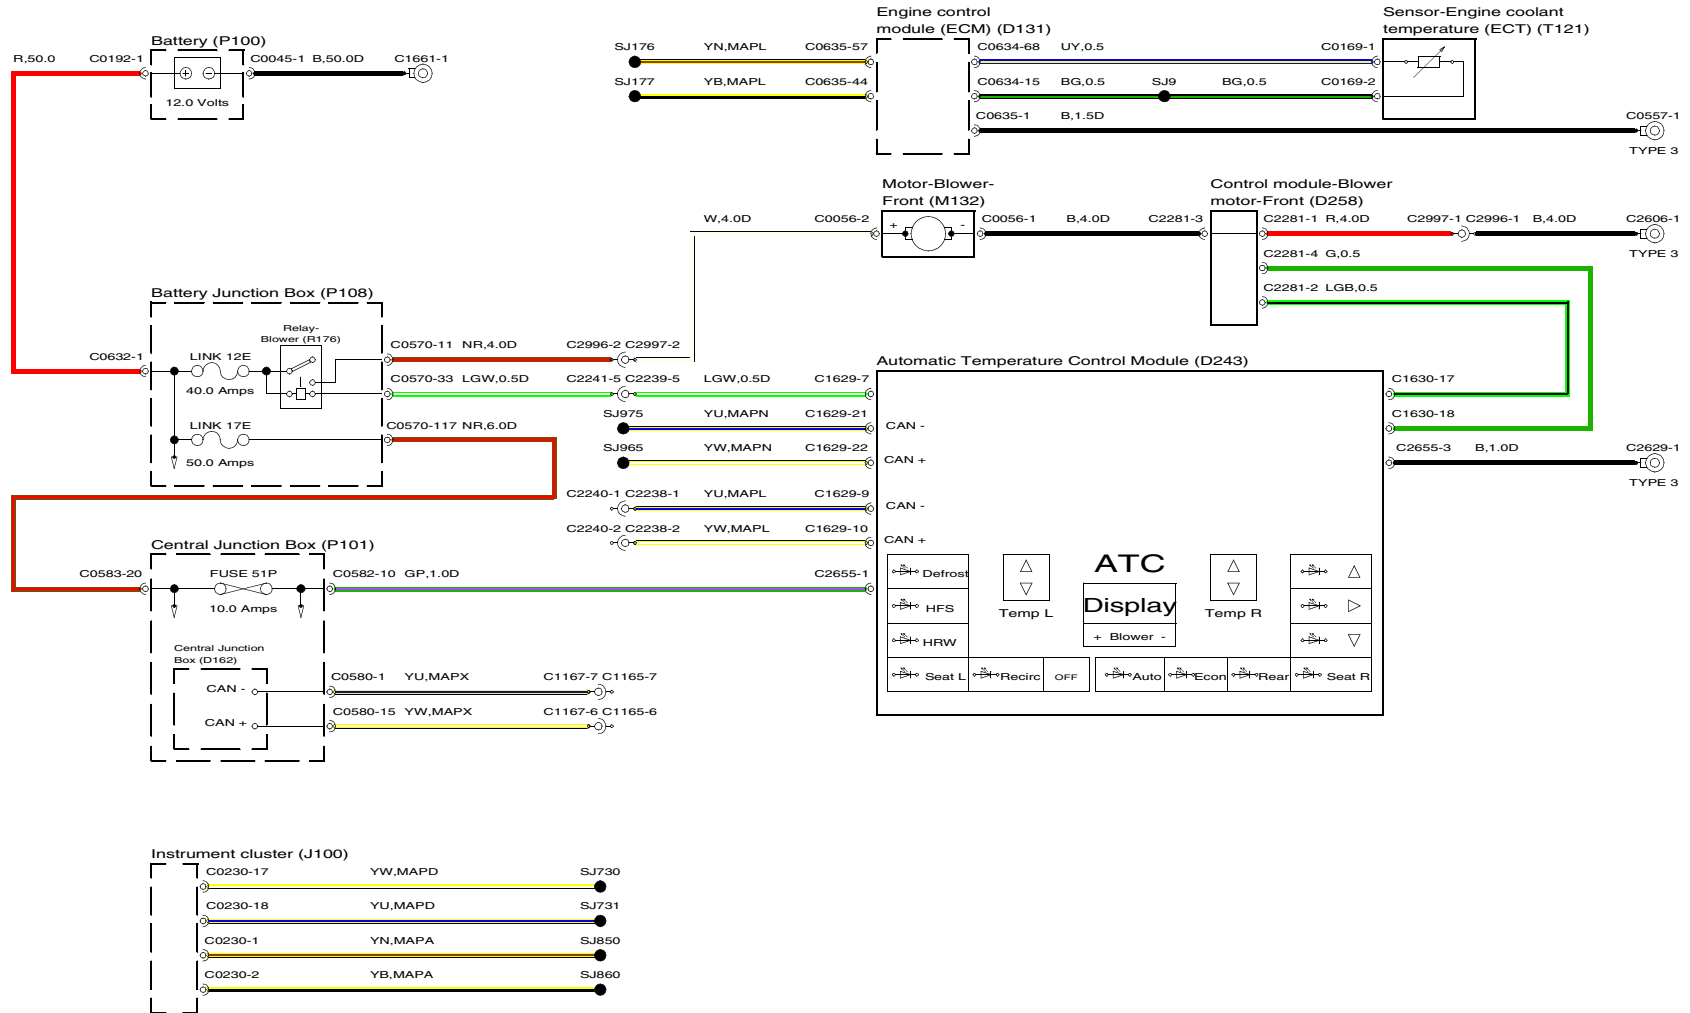 Engine control
module (ECM) (D131)
Sensor-Engine coolant
temperature (ECT) (T121)
Battery (P100)
R,50.0 C0192-1 C0045-1 B,50.0D C1661-1
+ -
12.0 Volts
SJ176 YN,MAPL C0635-57 C0634-68 UY,0.5 C0169-1
SJ177 YB,MAPL C0635-44 C0634-15 BG,0.5 SJ9 BG,0.5 C0169-2
C0635-1 B,1.5D C0557-1
TYPE 3
Motor-Blower-
Front (M132)
Control module-Blower
motor-Front (D258)
W,4.0D C0056-2 C0056-1 B,4.0D C2281-3 C2281-1 R,4.0D C2997-1 C2996-1 B,4.0D C2606-1
+ -
TYPE 3
C2281-4 G,0.5
C2281-2 LGB,0.5
Battery Junction Box (P108)
Relay-
Blower (R176)
C0632-1 LINK 12E C0570-11 NR,4.0D C2996-2 C2997-2
40.0 Amps
Automatic Temperature Control Module (D243)
C0570-33 LGW,0.5D C2241-5 C2239-5 LGW,0.5D C1629-7 C1630-17
SJ975 YU,MAPN C1629-21 CAN - C1630-18
LINK 17E C0570-117 NR,6.0D
50.0 Amps
SJ965 YW,MAPN C1629-22 CAN + C2655-3 B,1.0D C2629-1
TYPE 3
C2240-1 C2238-1 YU,MAPL C1629-9 CAN -
C2240-2 C2238-2 YW,MAPL C1629-10 CAN +
Central Junction Box (P101)
C0583-20 FUSE 51P C0582-10 GP,1.0D C2655-1
10.0 Amps
ATC
Defrost
HFS Temp L Display Temp R
HRW + Blower -
Seat L Recirc OFF Auto Econ Rear Seat R
Central Junction
Box (D162)
CAN - C0580-1 YU,MAPX C1167-7 C1165-7
CAN + C0580-15 YW,MAPX C1167-6 C1165-6
Instrument cluster (J100)
C0230-17 YW,MAPD SJ730
C0230-18 YU,MAPD SJ731
C0230-1 YN,MAPA SJ850
C0230-2 YB,MAPA SJ860